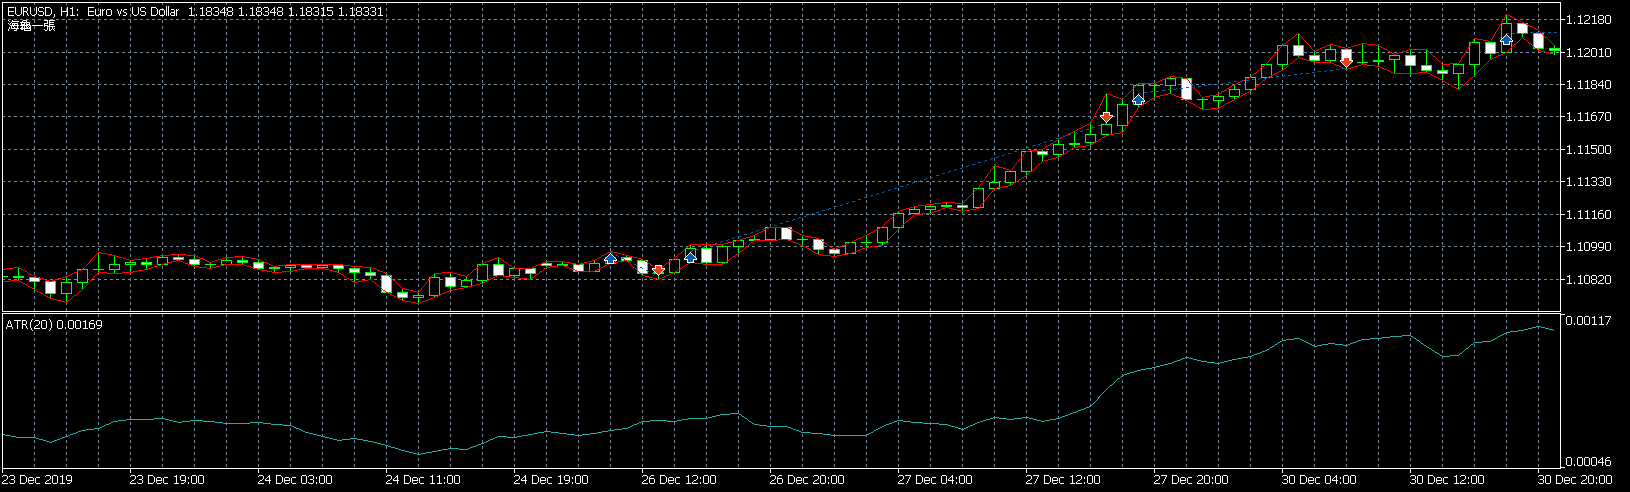 EURUSD, H1: Euro vs US Dollar 1.18348 1.18348 1.18315 1.18331
海龜一張
1.12180
1.12010
1.11840
1.11670
1.11500
1.11330
1.11160
1.10990
1.10820
ATR(20) 0.00169
0.00117
0.00046
23 Dec 2019
23 Dec 19:00
24 Dec 03:00
24 Dec 11:00
24 Dec 19:00
26 Dec 12:00
26 Dec 20:00
27 Dec 04:00
27 Dec 12:00
27 Dec 20:00
30 Dec 04:00
30 Dec 12:00
30 Dec 20:00